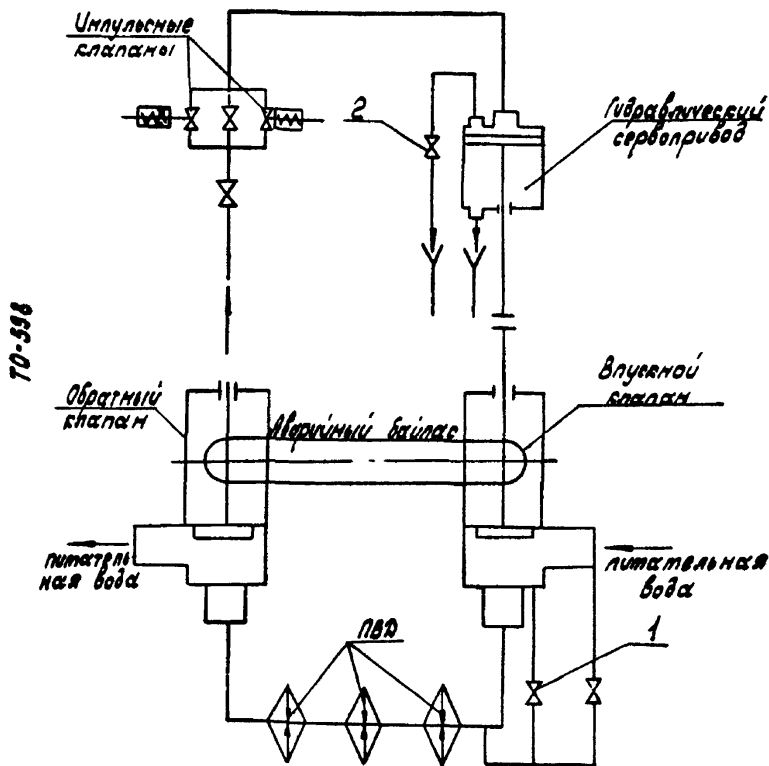 Импульсные
клапаны
2
Гидравлический
сервопривод
ТО-598
Обратный
клапан
Впускной
клапан
Аварийный байпас
питатель
ная вода
питательная
вода
ПВД
1